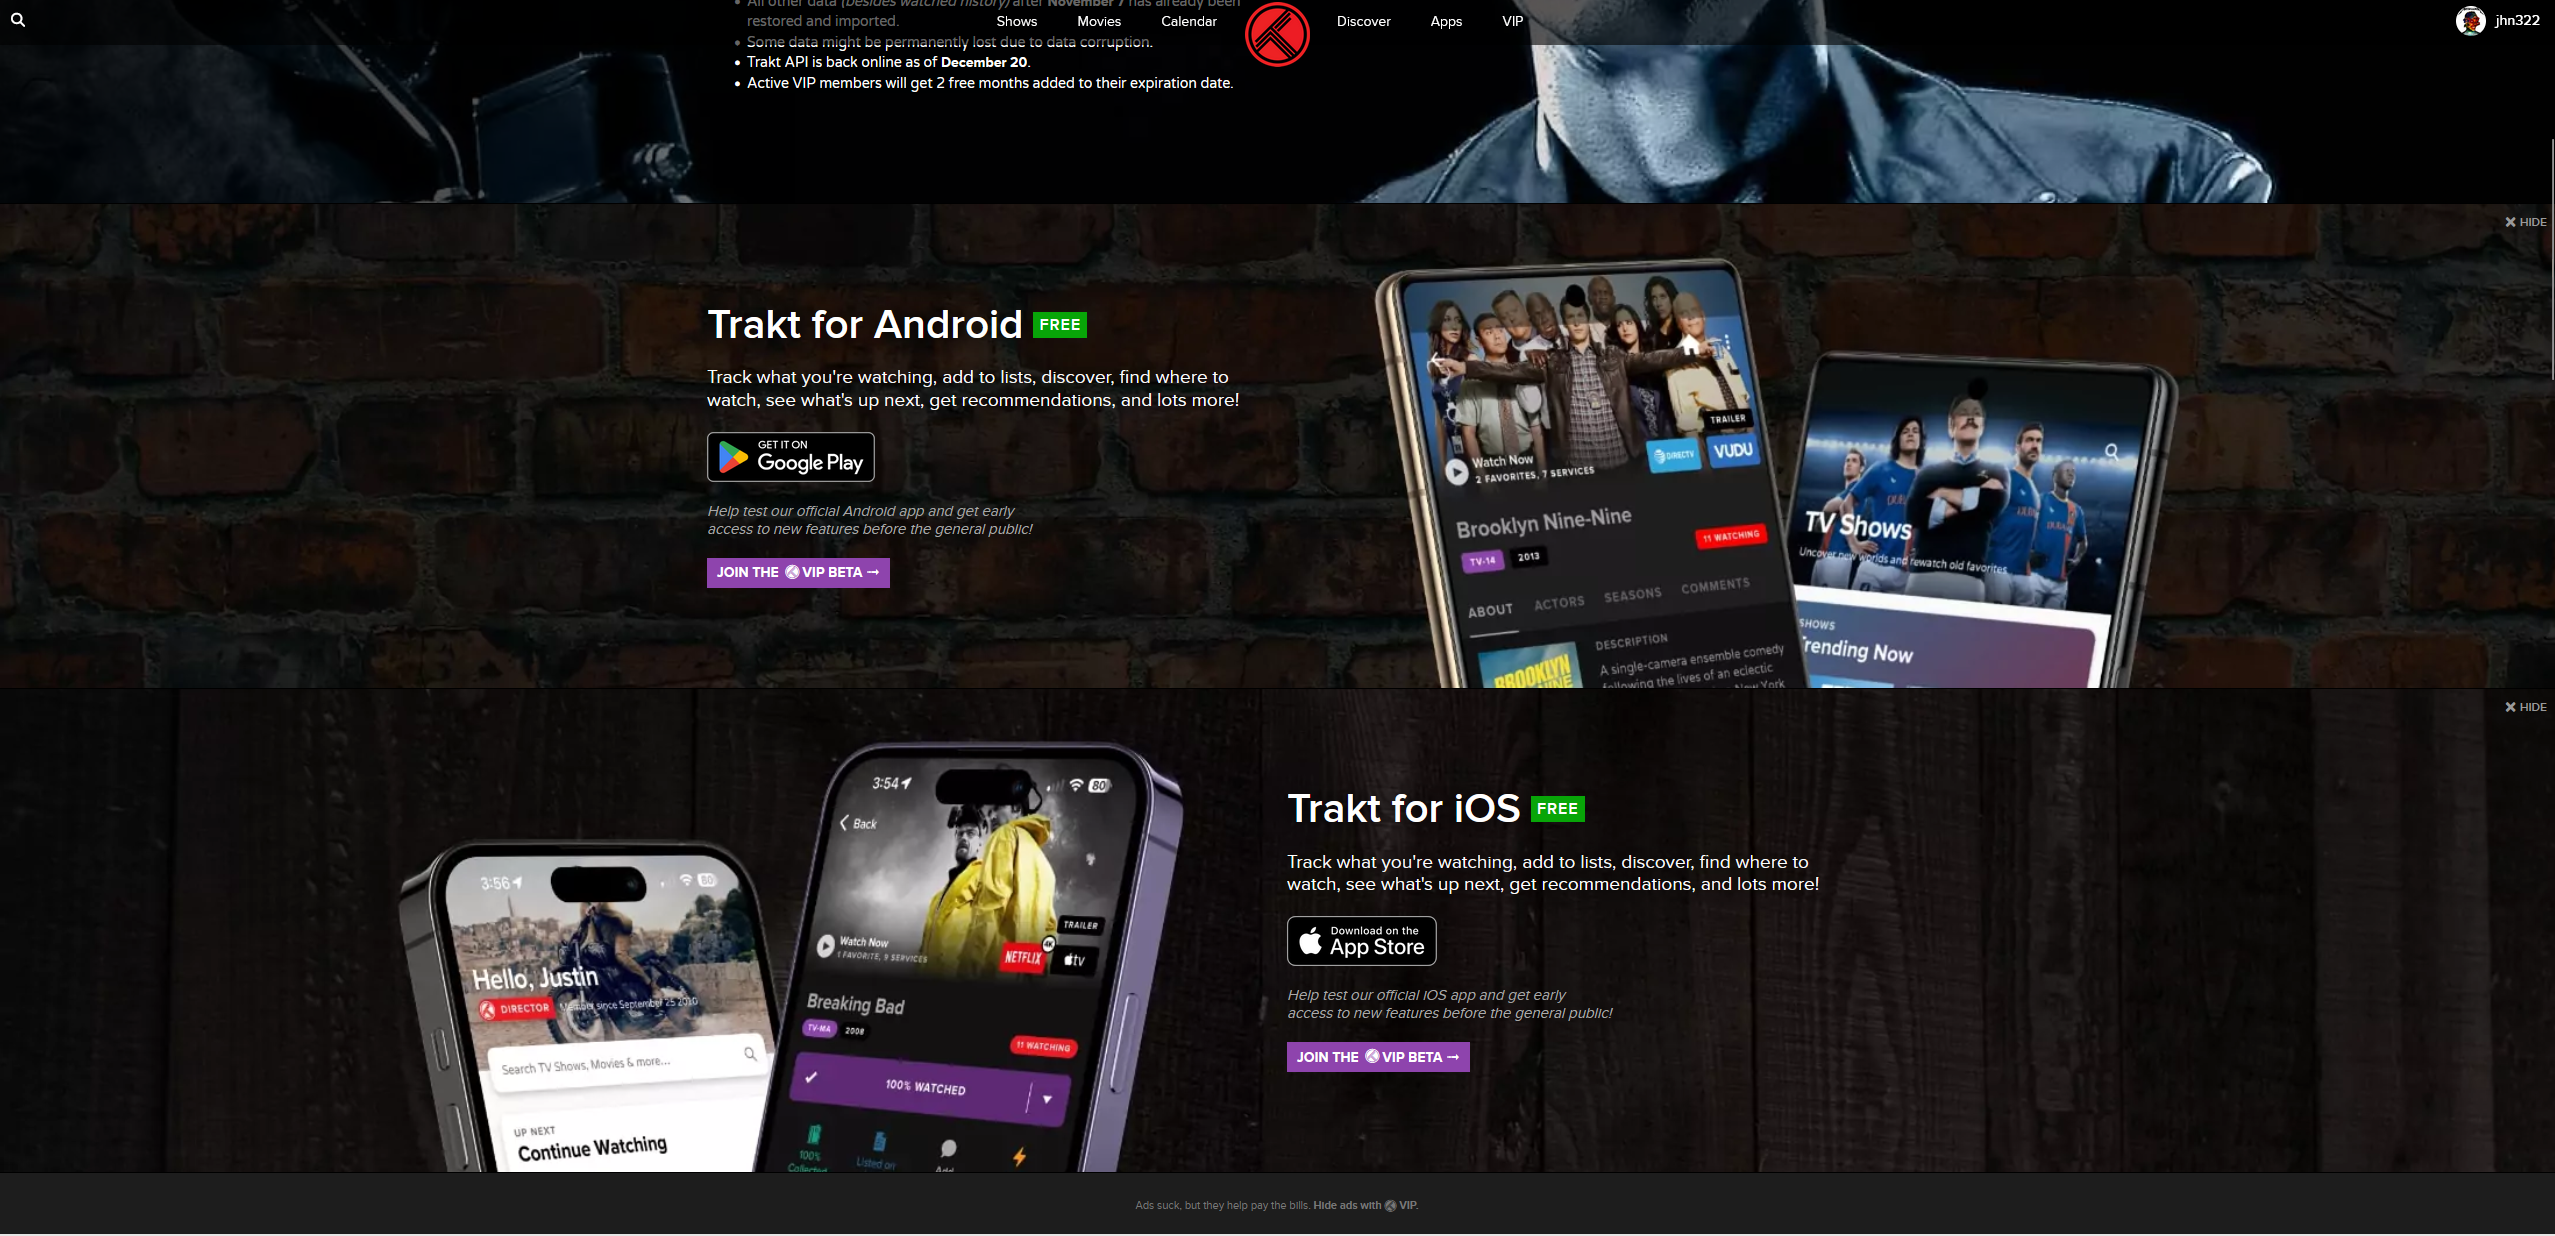 All other data (besides watched history) after November 7 has already been
restored and imported.
Shows Movies Calendar Discover Apps VIP
jhn322
Some data might be permanently lost due to data corruption.
Trakt API is back online as of December 20.
Active VIP members will get 2 free months added to their expiration date.
HIDE
Trakt for Android FREE
Track what you're watching, add to lists, discover, find where to
watch, see what's up next, get recommendations, and lots more!
GET IT ON
Google Play
Help test our official Android app and get early
access to new features before the general public!
JOIN THE VIP BETA →
TRAILER
Watch Now
2 FAVORITES, 7 SERVICES
DIRECTV
VUDU
Brooklyn Nine-Nine
11 WATCHING
TV-14 2013
ABOUT ACTORS SEASONS COMMENTS
DESCRIPTION
A single-camera ensemble comedy
following the lives of an eclectic
New York
BROOKLYN
NINE
TV Shows
Uncover new worlds and rewatch old favorites
SHOWS
Trending Now
HIDE
3:56
80
Hello, Justin
DIRECTOR Member since September 25 2010
Search TV Shows, Movies & more...
UP NEXT
Continue Watching
3:54
80
Back
TRAILER
Watch Now
1 FAVORITE, 9 SERVICES
NETFLIX
4K
tv
Breaking Bad
TV-MA 2008
11 WATCHING
100% WATCHED
100%
Collected
Listed on
Add
Trakt for iOS FREE
Track what you're watching, add to lists, discover, find where to
watch, see what's up next, get recommendations, and lots more!
Download on the
App Store
Help test our official iOS app and get early
access to new features before the general public!
JOIN THE VIP BETA →
Ads suck, but they help pay the bills. Hide ads with VIP.